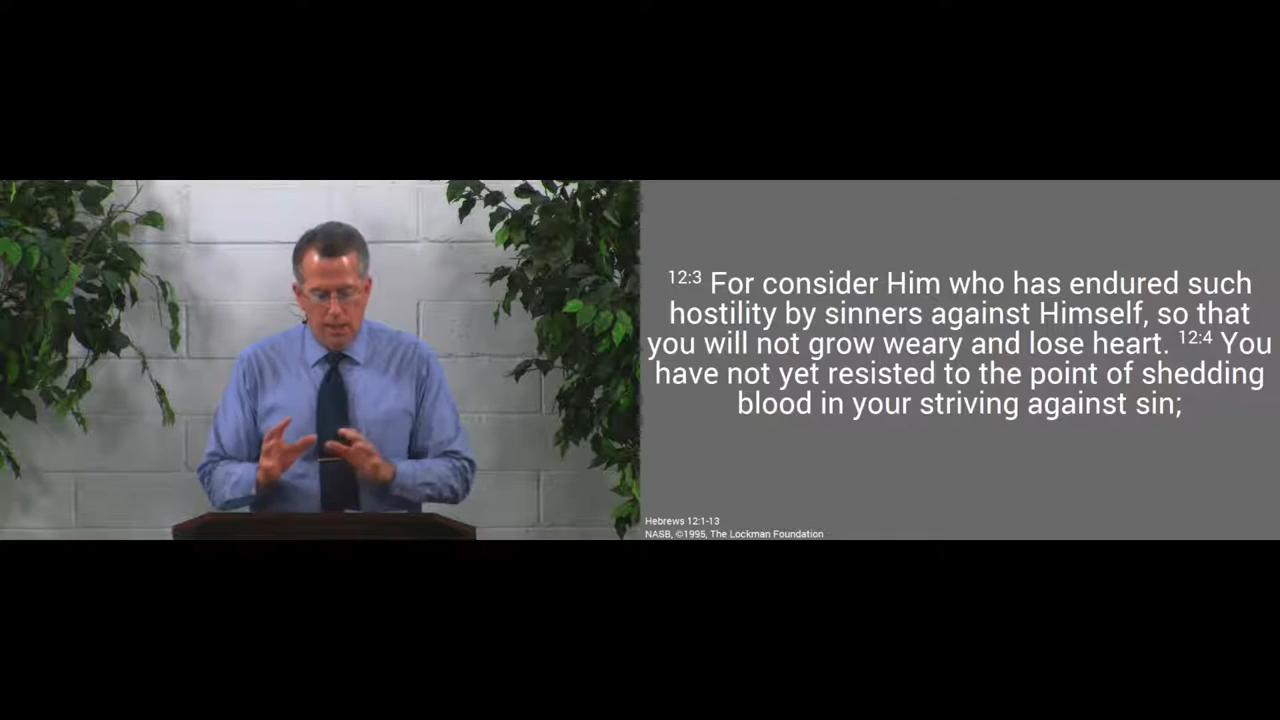 12:3 For consider Him who has endured such
hostility by sinners against Himself, so that
you will not grow weary and lose heart. 12:4 You
have not yet resisted to the point of shedding
blood in your striving against sin;
Hebrews 12:1-13
NASB, ©1995, The Lockman Foundation